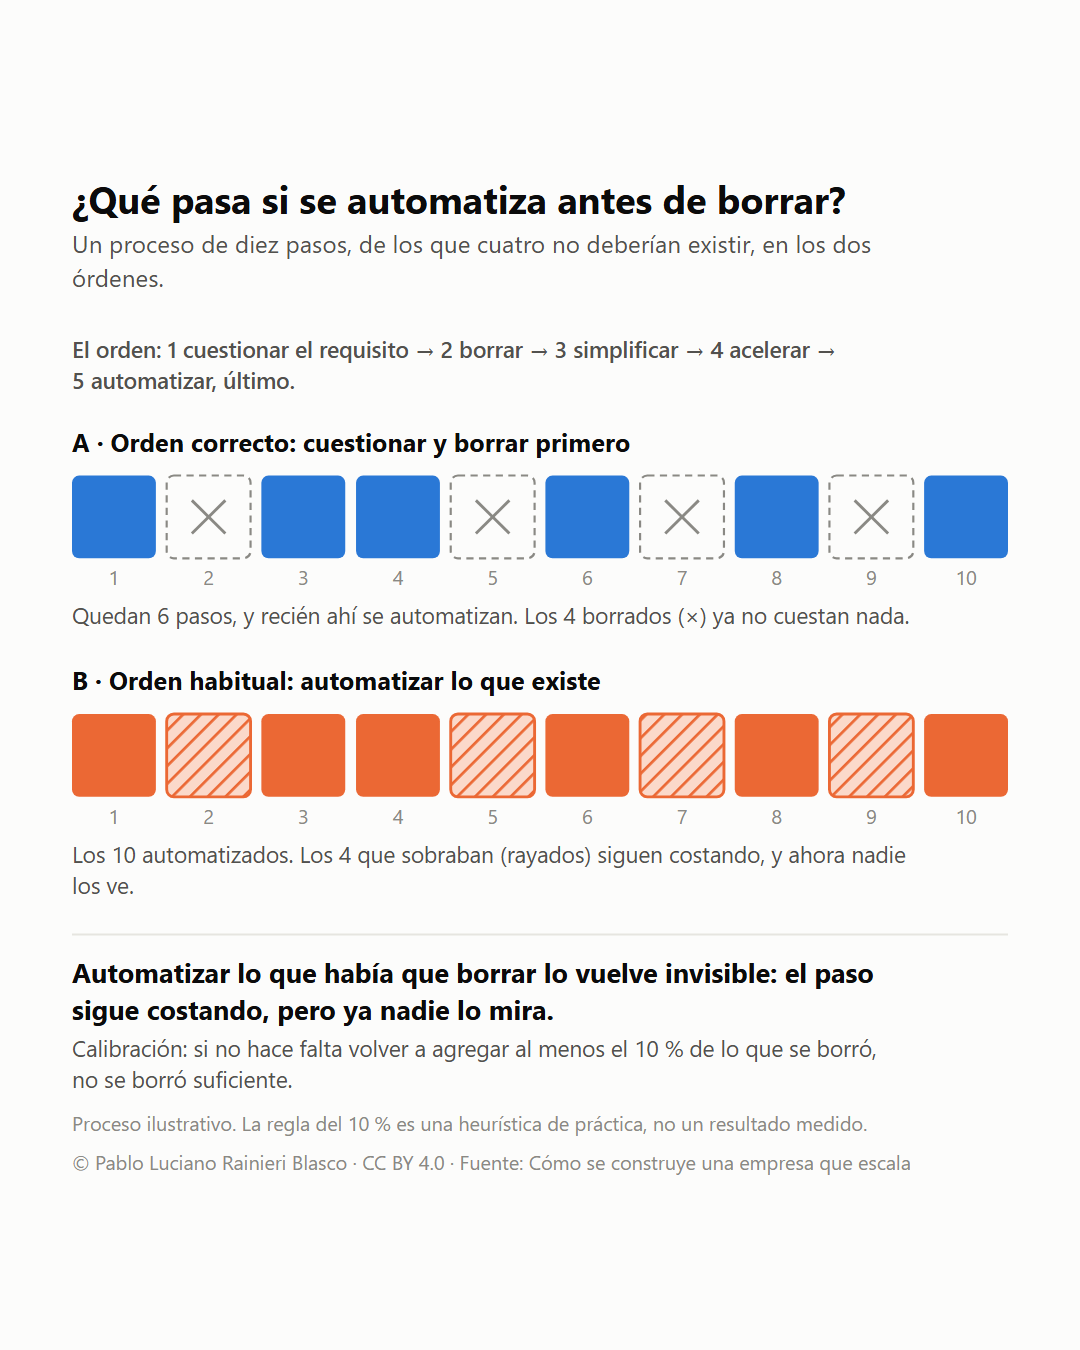 ¿Qué pasa si se automatiza antes de borrar?
Un proceso de diez pasos, de los que cuatro no deberían existir, en los dos
órdenes.
El orden: 1 cuestionar el requisito → 2 borrar → 3 simplificar → 4 acelerar →
5 automatizar, último.
A · Orden correcto: cuestionar y borrar primero
1 2 3 4 5 6 7 8 9 10
Quedan 6 pasos, y recién ahí se automatizan. Los 4 borrados (×) ya no cuestan nada.
B · Orden habitual: automatizar lo que existe
1 2 3 4 5 6 7 8 9 10
Los 10 automatizados. Los 4 que sobraban (rayados) siguen costando, y ahora nadie
los ve.
Automatizar lo que había que borrar lo vuelve invisible: el paso
sigue costando, pero ya nadie lo mira.
Calibración: si no hace falta volver a agregar al menos el 10 % de lo que se borró,
no se borró suficiente.
Proceso ilustrativo. La regla del 10 % es una heurística de práctica, no un resultado medido.
© Pablo Luciano Rainieri Blasco · CC BY 4.0 · Fuente: Cómo se construye una empresa que escala